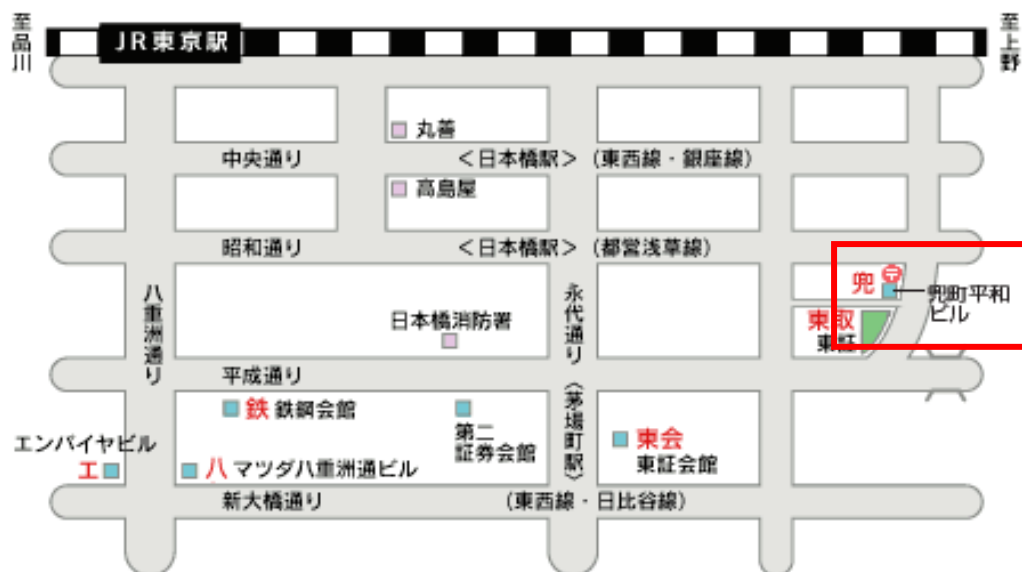 至品川
JR東京駅
至上野
丸善
中央通り
<日本橋駅>(東西線・銀座線)
高島屋
昭和通り
<日本橋駅>(都営浅草線)
兜
〒
兜町平和
ビル
八重洲通り
永代通り
日本橋消防署
東取
東証
平成通り
<茅場町駅>
鉄 鉄鋼会館
第二
証券会館
東会
東証会館
エンパイヤビル
エ
八 マツダ八重洲通ビル
新大橋通り
(東西線・日比谷線)